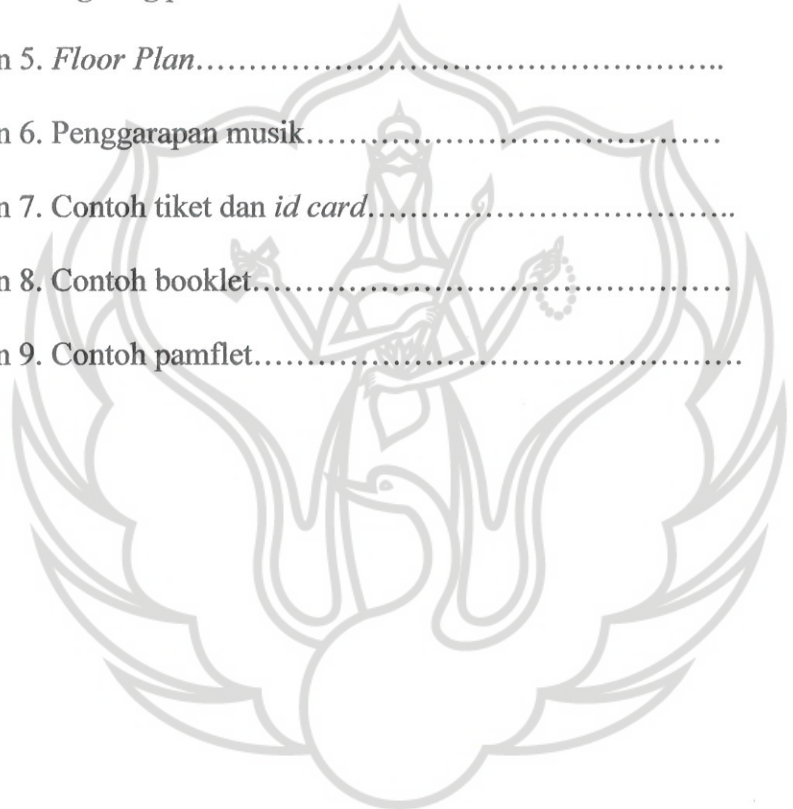 n 5. Floor Plan……………………………………………..
n 6. Penggarapan musik……………………………………
n 7. Contoh tiket dan id card………………………………..
n 8. Contoh booklet…………………………………………
n 9. Contoh pamflet…………………………………………